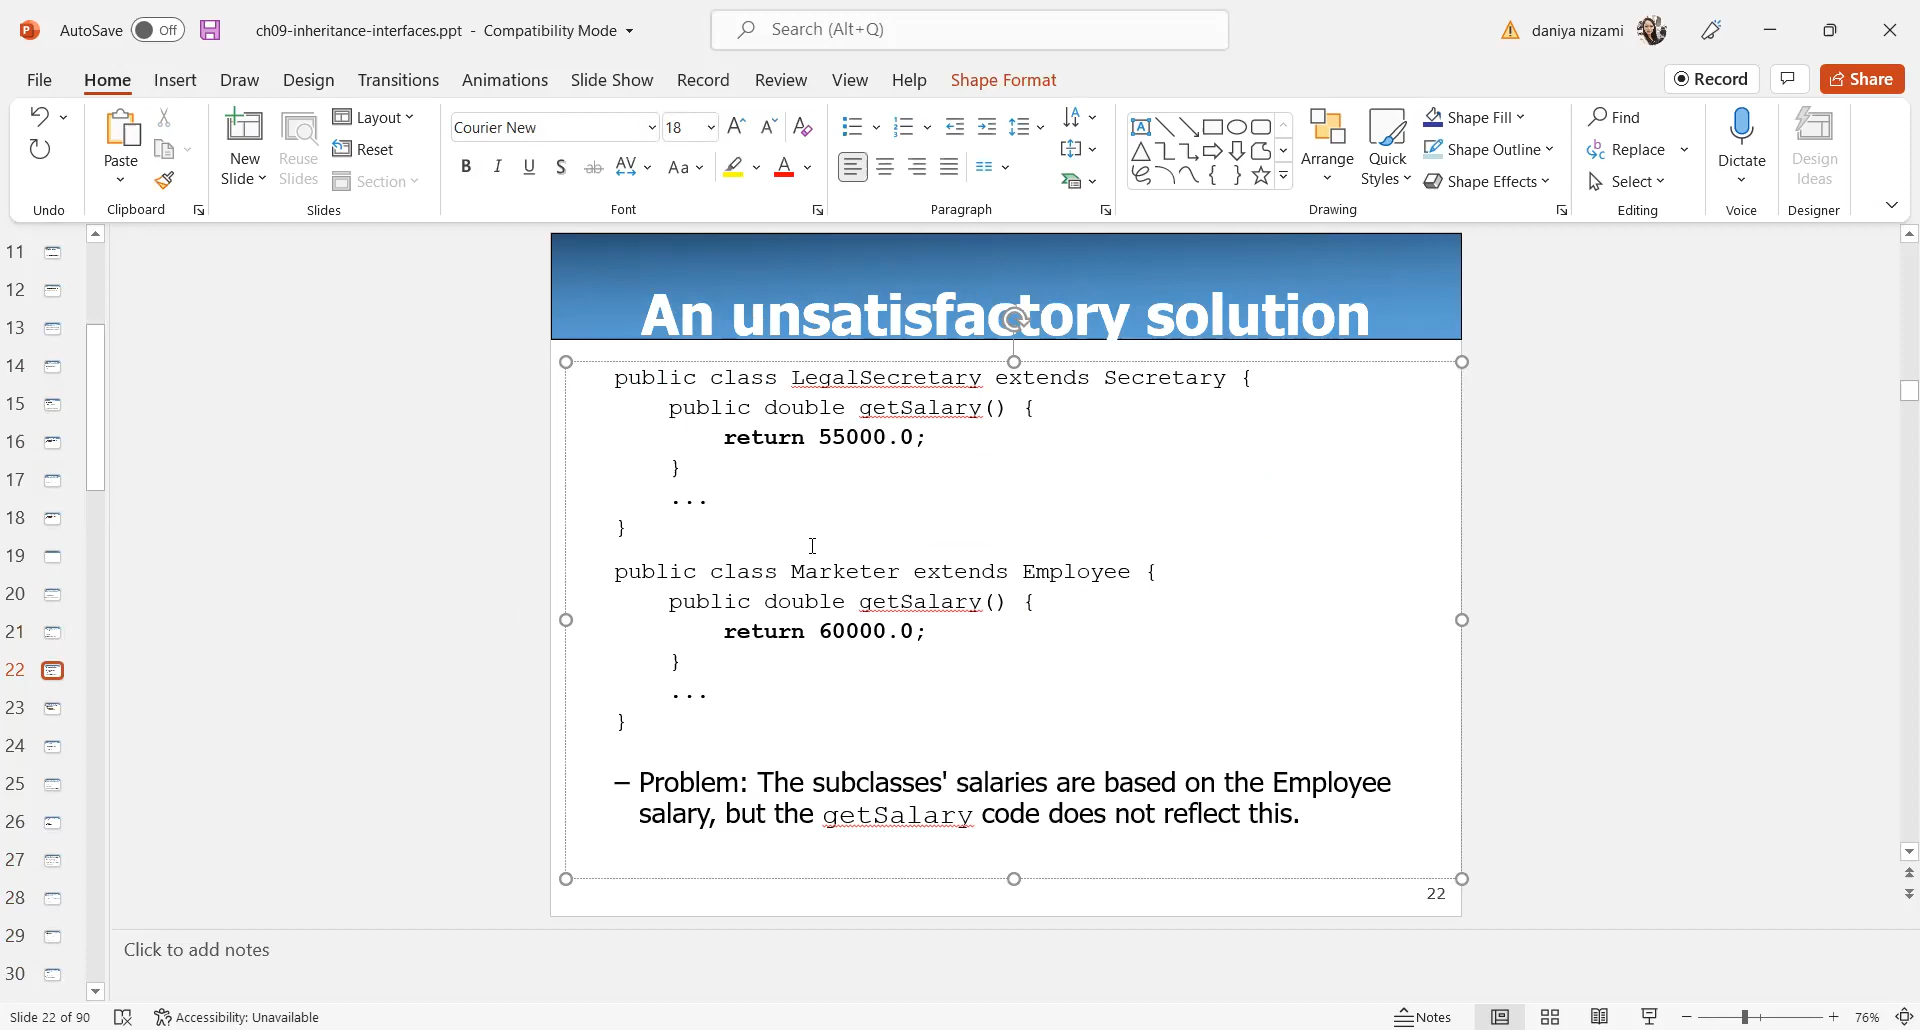 AutoSave Off ch09-inheritance-interfaces.ppt - Compatibility Mode Search (Alt+Q) daniya nizami
File Home Insert Draw Design Transitions Animations Slide Show Record Review View Help Shape Format Record Share
Undo
Paste
Clipboard
New Slide
Reuse Slides
Layout
Reset
Section
Slides
Courier New 18
B I U S ab AV Aa A
Font
Paragraph
Arrange
Quick Styles
Shape Fill
Shape Outline
Shape Effects
Drawing
Find
Replace
Select
Editing
Dictate
Voice
Design Ideas
Designer
11
12
13
14
15
16
17
18
19
20
21
22
23
24
25
26
27
28
29
30
An unsatisfactory solution
public class LegalSecretary extends Secretary {
public double getSalary() {
return 55000.0;
}
...
}
public class Marketer extends Employee {
public double getSalary() {
return 60000.0;
}
...
}
– Problem: The subclasses' salaries are based on the Employee
salary, but the getSalary code does not reflect this.
22
Click to add notes
Slide 22 of 90 Accessibility: Unavailable Notes 76%